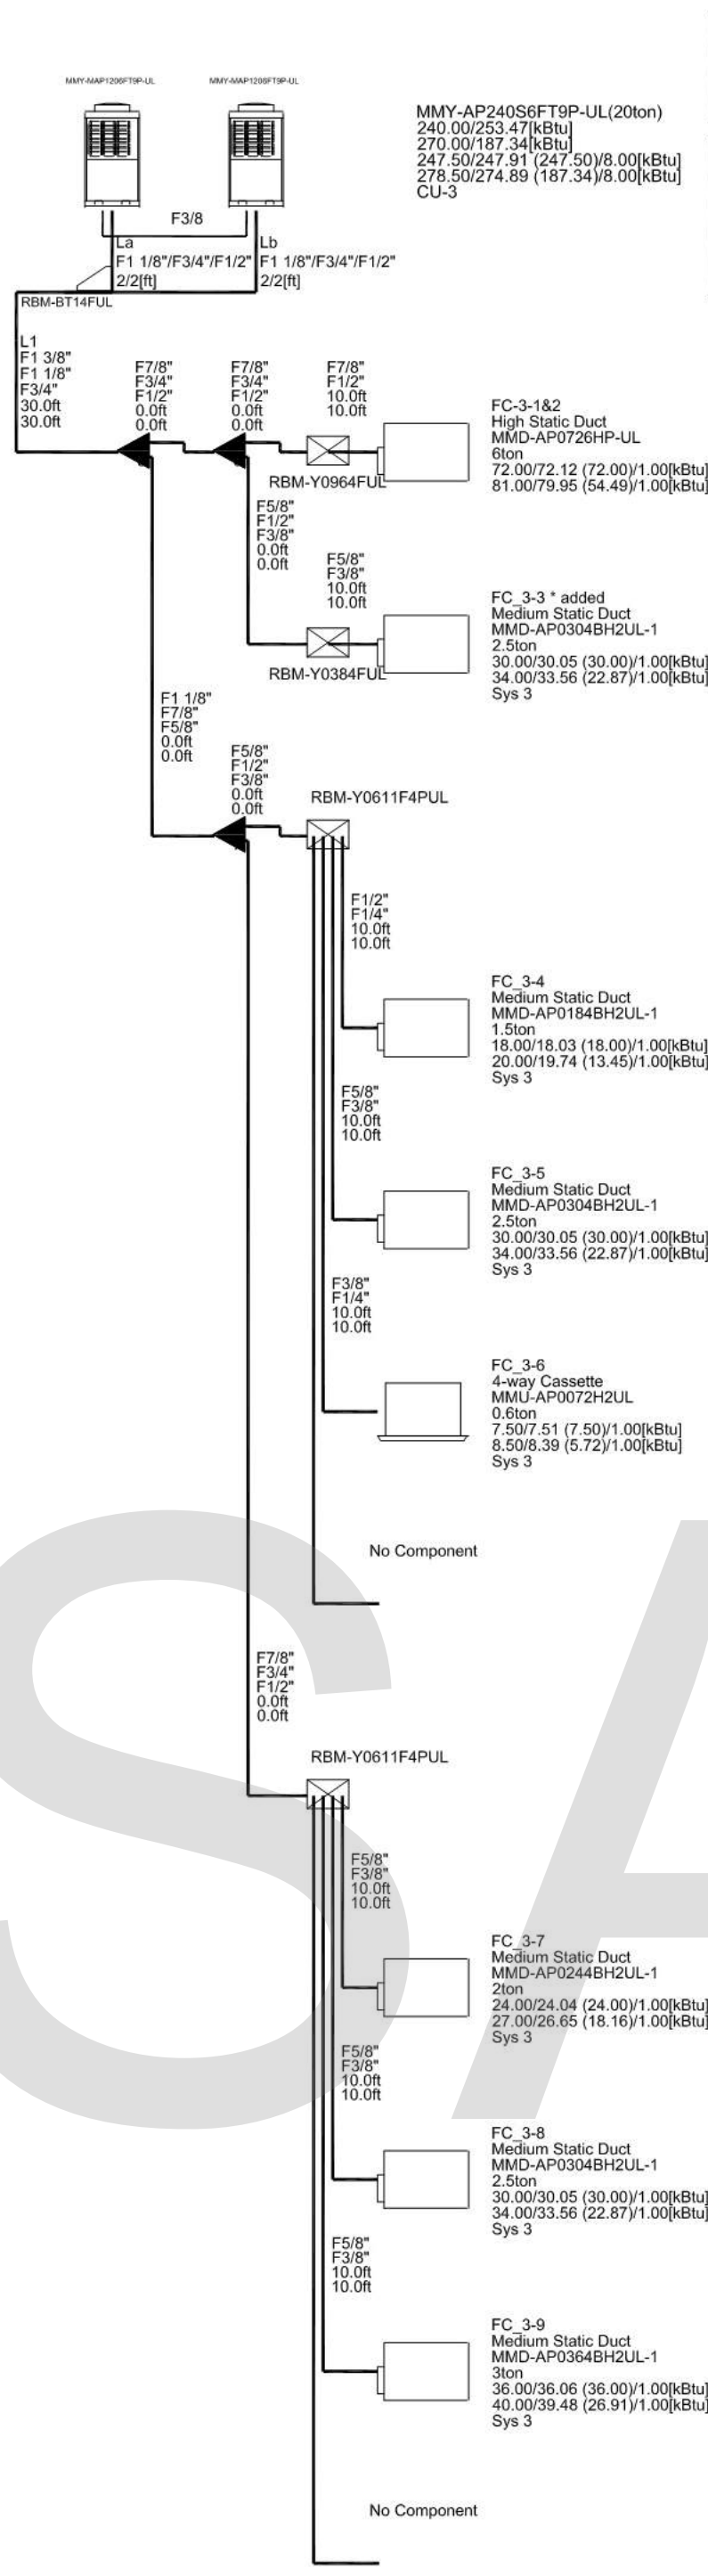 MMY-MAP1206FT9P-UL
MMY-MAP1206FT9P-UL
MMY-AP240S6FT9P-UL(20ton)
240.00/253.47[kBtu]
270.00/187.34[kBtu]
247.50/247.91 (247.50)/8.00[kBtu]
278.50/274.89 (187.34)/8.00[kBtu]
CU-3
F3/8
La
F1 1/8"/F3/4"/F1/2"
2/2[ft]
Lb
F1 1/8"/F3/4"/F1/2"
2/2[ft]
RBM-BT14FUL
L1
F1 3/8"
F1 1/8"
F3/4"
30.0ft
30.0ft
F7/8"
F3/4"
F1/2"
0.0ft
0.0ft
F7/8"
F3/4"
F1/2"
0.0ft
0.0ft
F7/8"
F1/2"
10.0ft
10.0ft
RBM-Y0964FUL
FC-3-1&2
High Static Duct
MMD-AP0726HP-UL
6ton
72.00/72.12 (72.00)/1.00[kBtu]
81.00/79.95 (54.49)/1.00[kBtu]
F5/8"
F1/2"
F3/8"
0.0ft
0.0ft
F5/8"
F3/8"
10.0ft
10.0ft
RBM-Y0384FUL
FC_3-3 * added
Medium Static Duct
MMD-AP0304BH2UL-1
2.5ton
30.00/30.05 (30.00)/1.00[kBtu]
34.00/33.56 (22.87)/1.00[kBtu]
Sys 3
F1 1/8"
F7/8"
F5/8"
0.0ft
0.0ft
F5/8"
F1/2"
F3/8"
0.0ft
0.0ft
RBM-Y0611F4PUL
F1/2"
F1/4"
10.0ft
10.0ft
FC_3-4
Medium Static Duct
MMD-AP0184BH2UL-1
1.5ton
18.00/18.03 (18.00)/1.00[kBtu]
20.00/19.74 (13.45)/1.00[kBtu]
Sys 3
F5/8"
F3/8"
10.0ft
10.0ft
FC_3-5
Medium Static Duct
MMD-AP0304BH2UL-1
2.5ton
30.00/30.05 (30.00)/1.00[kBtu]
34.00/33.56 (22.87)/1.00[kBtu]
Sys 3
F3/8"
F1/4"
10.0ft
10.0ft
FC_3-6
4-way Cassette
MMU-AP0072H2UL
0.6ton
7.50/7.51 (7.50)/1.00[kBtu]
8.50/8.39 (5.72)/1.00[kBtu]
Sys 3
No Component
F7/8"
F3/4"
F1/2"
0.0ft
0.0ft
RBM-Y0611F4PUL
F5/8"
F3/8"
10.0ft
10.0ft
FC_3-7
Medium Static Duct
MMD-AP0244BH2UL-1
2ton
24.00/24.04 (24.00)/1.00[kBtu]
27.00/26.65 (18.16)/1.00[kBtu]
Sys 3
F5/8"
F3/8"
10.0ft
10.0ft
FC_3-8
Medium Static Duct
MMD-AP0304BH2UL-1
2.5ton
30.00/30.05 (30.00)/1.00[kBtu]
34.00/33.56 (22.87)/1.00[kBtu]
Sys 3
F5/8"
F3/8"
10.0ft
10.0ft
FC_3-9
Medium Static Duct
MMD-AP0364BH2UL-1
3ton
36.00/36.06 (36.00)/1.00[kBtu]
40.00/39.48 (26.91)/1.00[kBtu]
Sys 3
No Component
SA